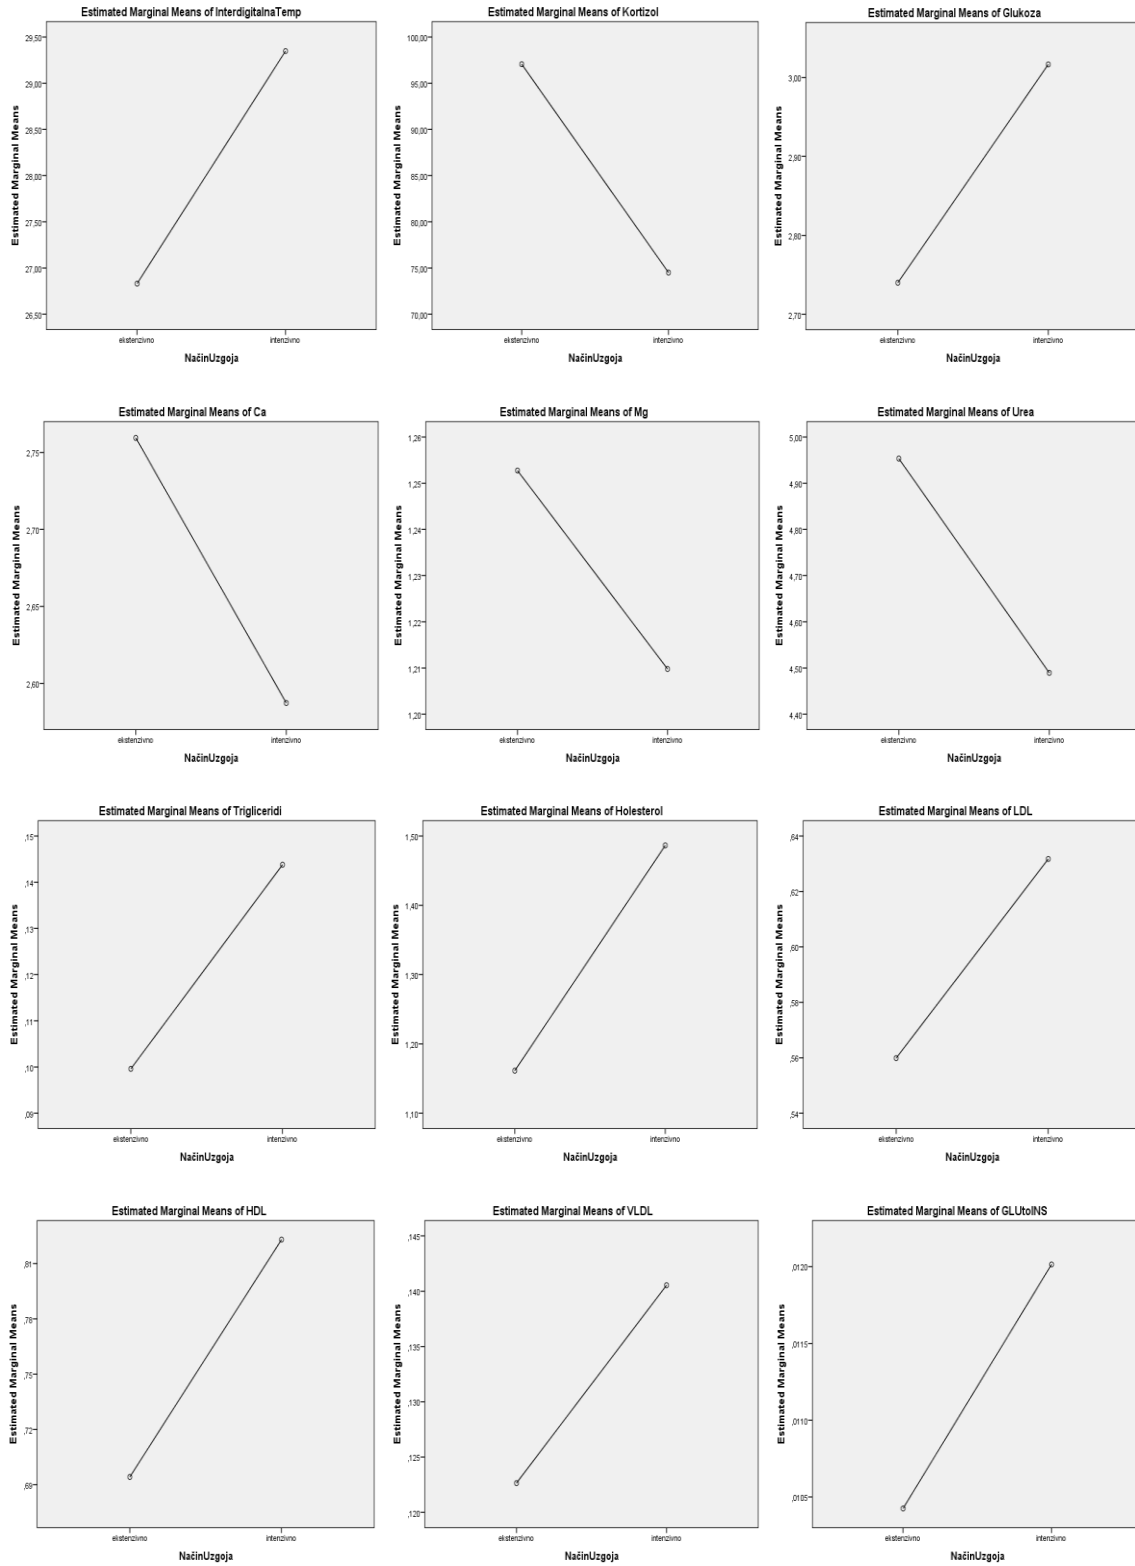 Estimated Marginal Means of InterdigitalnaTemp
Estimated Marginal Means
29,50
29,00
28,50
28,00
27,50
27,00
26,50
ekstenzivno
intenzivno
NačinUzgoja
Estimated Marginal Means of Kortizol
Estimated Marginal Means
100,00
95,00
90,00
85,00
80,00
75,00
70,00
ekstenzivno
intenzivno
NačinUzgoja
Estimated Marginal Means of Glukoza
Estimated Marginal Means
3,00
2,90
2,80
2,70
ekstenzivno
intenzivno
NačinUzgoja
Estimated Marginal Means of Ca
Estimated Marginal Means
2,75
2,70
2,65
2,60
ekstenzivno
intenzivno
NačinUzgoja
Estimated Marginal Means of Mg
Estimated Marginal Means
1,26
1,25
1,24
1,23
1,22
1,21
1,20
ekstenzivno
intenzivno
NačinUzgoja
Estimated Marginal Means of Urea
Estimated Marginal Means
5,00
4,90
4,80
4,70
4,60
4,50
4,40
ekstenzivno
intenzivno
NačinUzgoja
Estimated Marginal Means of Trigliceridi
Estimated Marginal Means
,15
,14
,13
,12
,11
,10
,09
ekstenzivno
intenzivno
NačinUzgoja
Estimated Marginal Means of Holesterol
Estimated Marginal Means
1,50
1,40
1,30
1,20
1,10
ekstenzivno
intenzivno
NačinUzgoja
Estimated Marginal Means of LDL
Estimated Marginal Means
,64
,62
,60
,58
,56
,54
ekstenzivno
intenzivno
NačinUzgoja
Estimated Marginal Means of HDL
Estimated Marginal Means
,81
,78
,75
,72
,69
ekstenzivno
intenzivno
NačinUzgoja
Estimated Marginal Means of VLDL
Estimated Marginal Means
,145
,140
,135
,130
,125
,120
ekstenzivno
intenzivno
NačinUzgoja
Estimated Marginal Means of GLUtoINS
Estimated Marginal Means
,0120
,0115
,0110
,0105
ekstenzivno
intenzivno
NačinUzgoja